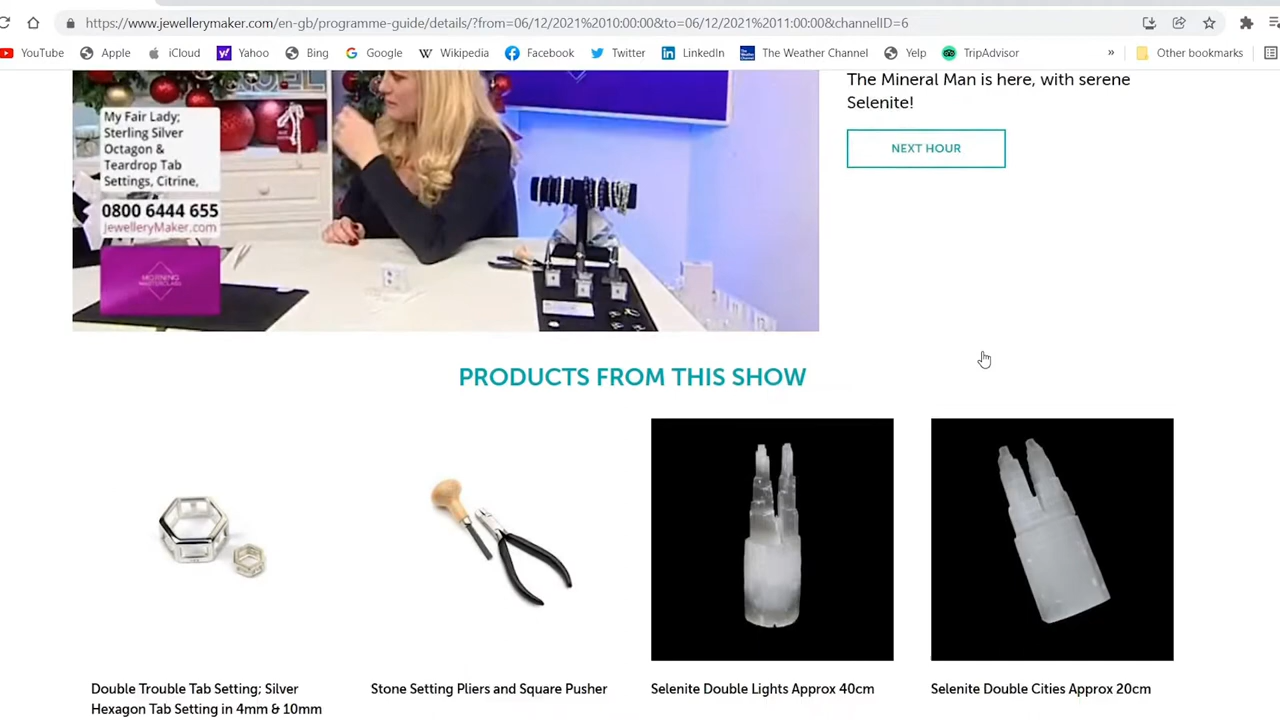 https://www.jewellerymaker.com/en-gb/programme-guide/details/?from=06/12/2021%2010:00:00&to=06/12/2021%2011:00:00&channelID=6
YouTube Apple iCloud Yahoo Bing Google Wikipedia Facebook Twitter LinkedIn The Weather Channel Yelp TripAdvisor » Other bookmarks
The Mineral Man is here, with serene
Selenite!
NEXT HOUR
My Fair Lady;
Sterling Silver
Octagon &
Teardrop Tab
Settings, Citrine,
0800 6444 655
JewelleryMaker.com
MORNING
MASTERCLASS
PRODUCTS FROM THIS SHOW
Double Trouble Tab Setting; Silver
Hexagon Tab Setting in 4mm & 10mm
Stone Setting Pliers and Square Pusher
Selenite Double Lights Approx 40cm
Selenite Double Cities Approx 20cm